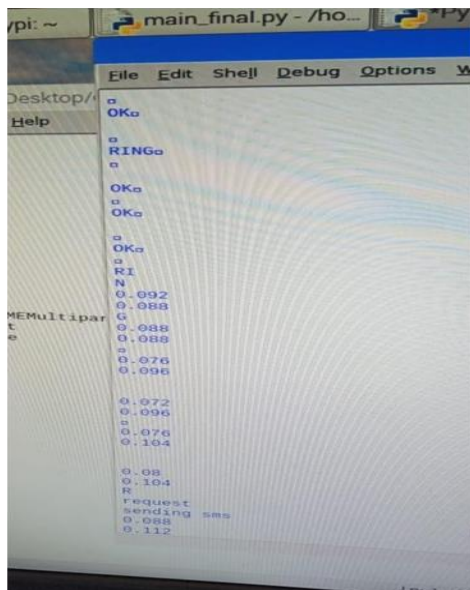 /pi: ~
main_final.py - /ho...
*Py
File Edit Shell Debug Options
Desktop/
Help
OK
RING
OK
OK
OK
RI
N
0.092
0.088
MEMultipar
G
t
0.088
e
0.088
0.076
0.096
0.072
0.096
0.076
0.104
0.08
0.104
R
request
sending sms
0.088
0.112